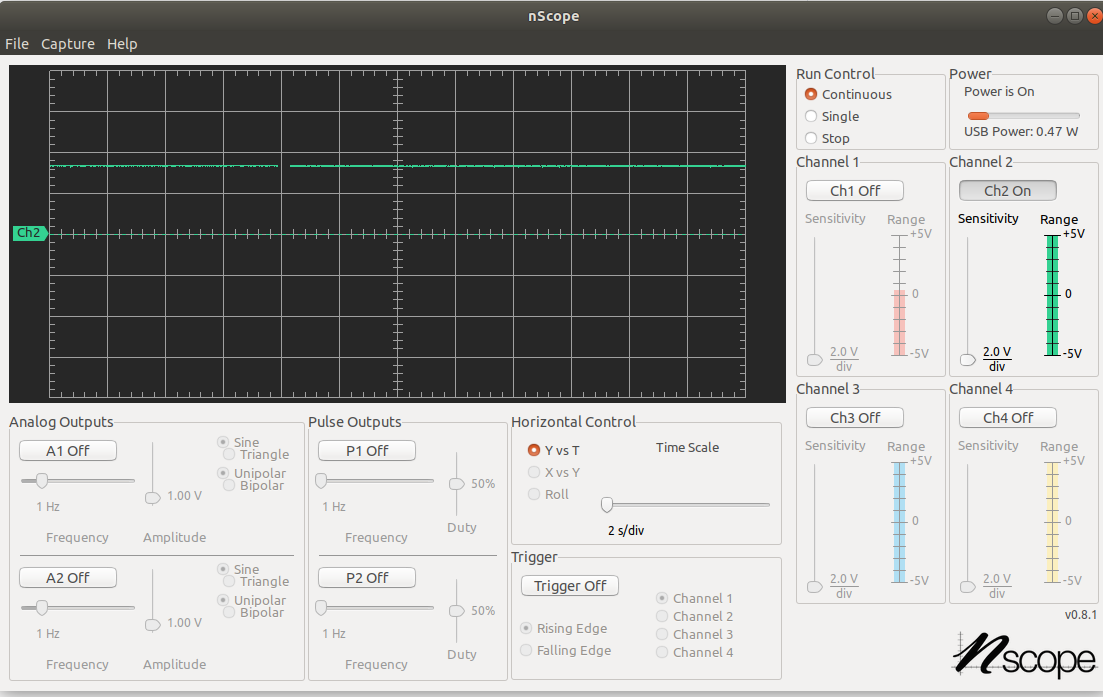 nScope
File Capture Help
Ch2
Run Control
Continuous
Single
Stop
Power
Power is On
USB Power: 0.47 W
Channel 1
Ch1 Off
Sensitivity
Range
+5V
0
-5V
2.0 V
div
Channel 2
Ch2 On
Sensitivity
Range
+5V
0
-5V
2.0 V
div
Channel 3
Ch3 Off
Sensitivity
Range
+5V
0
-5V
2.0 V
div
Channel 4
Ch4 Off
Sensitivity
Range
+5V
0
-5V
2.0 V
div
Analog Outputs
A1 Off
1 Hz
Frequency
1.00 V
Amplitude
Sine
Triangle
Unipolar
Bipolar
A2 Off
1 Hz
Frequency
1.00 V
Amplitude
Sine
Triangle
Unipolar
Bipolar
Pulse Outputs
P1 Off
1 Hz
Frequency
50%
Duty
P2 Off
1 Hz
Frequency
50%
Duty
Horizontal Control
Y vs T
X vs Y
Roll
Time Scale
2 s/div
Trigger
Trigger Off
Rising Edge
Falling Edge
Channel 1
Channel 2
Channel 3
Channel 4
v0.8.1
nscope